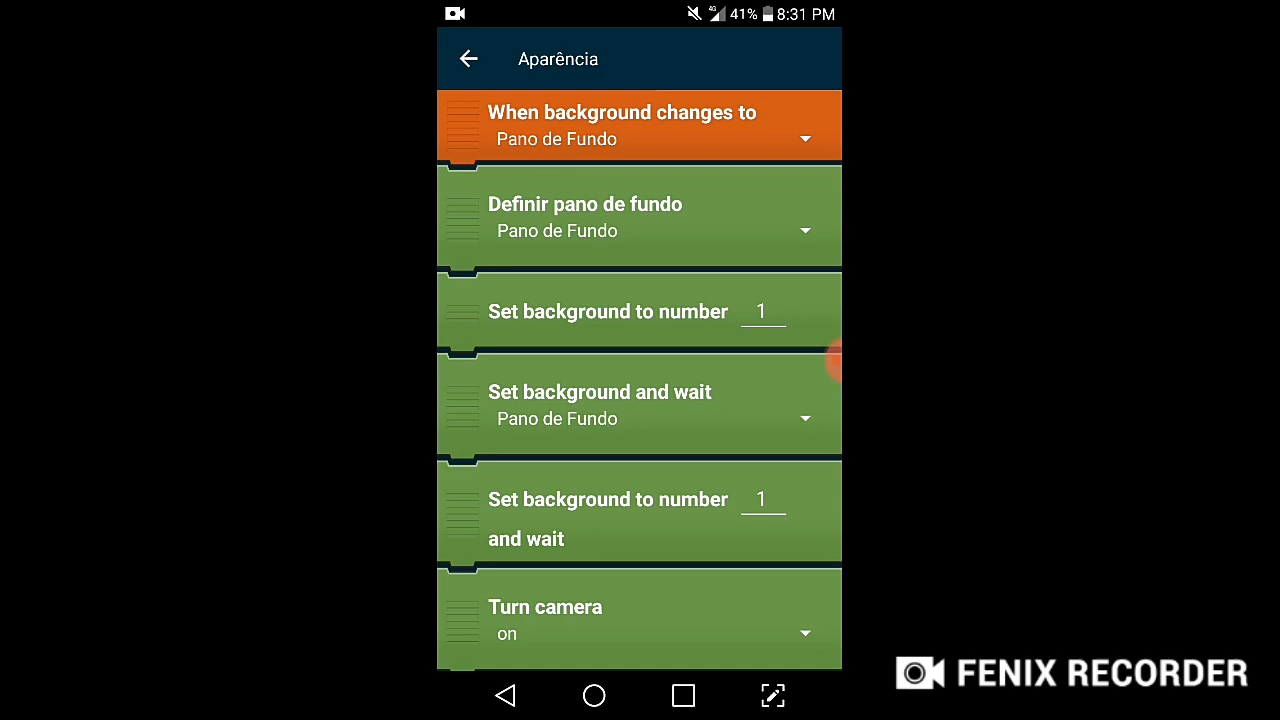 4G 41% 8:31 PM
Aparência
When background changes to
Pano de Fundo
Definir pano de fundo
Pano de Fundo
Set background to number 1
Set background and wait
Pano de Fundo
Set background to number 1
and wait
Turn camera
on
FENIX RECORDER